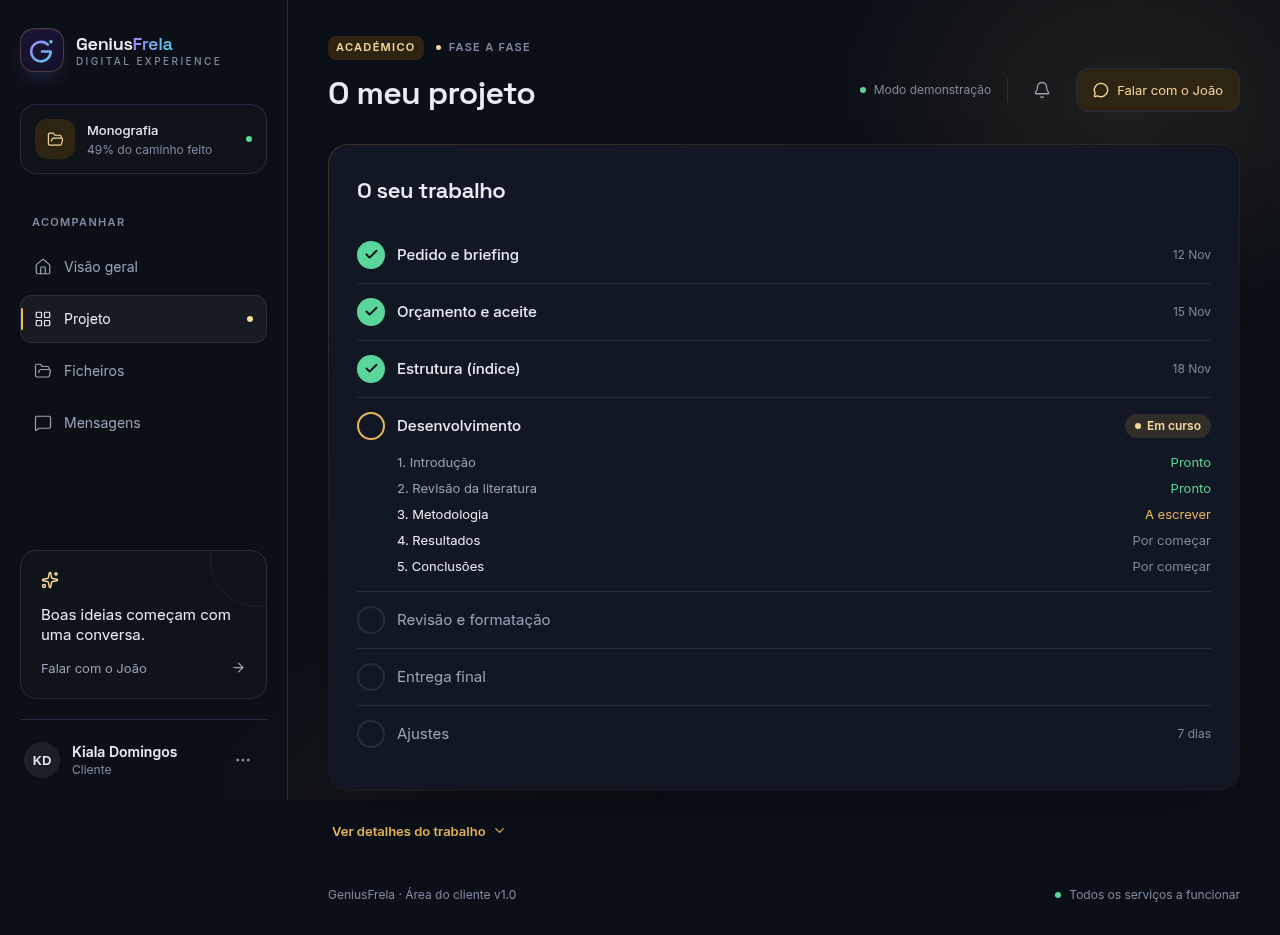 GeniusFrela
DIGITAL EXPERIENCE
Monografia
49% do caminho feito
ACOMPANHAR
Visão geral
Projeto
Ficheiros
Mensagens
Boas ideias começam com
uma conversa.
Falar com o João
KD
Kiala Domingos
Cliente
ACADÉMICO
FASE A FASE
O meu projeto
Modo demonstração
Falar com o João
O seu trabalho
Pedido e briefing 12 Nov
Orçamento e aceite 15 Nov
Estrutura (índice) 18 Nov
Desenvolvimento Em curso
1. Introdução Pronto
2. Revisão da literatura Pronto
3. Metodologia A escrever
4. Resultados Por começar
5. Conclusões Por começar
Revisão e formatação
Entrega final
Ajustes 7 dias
Ver detalhes do trabalho
GeniusFrela · Área do cliente v1.0
Todos os serviços a funcionar